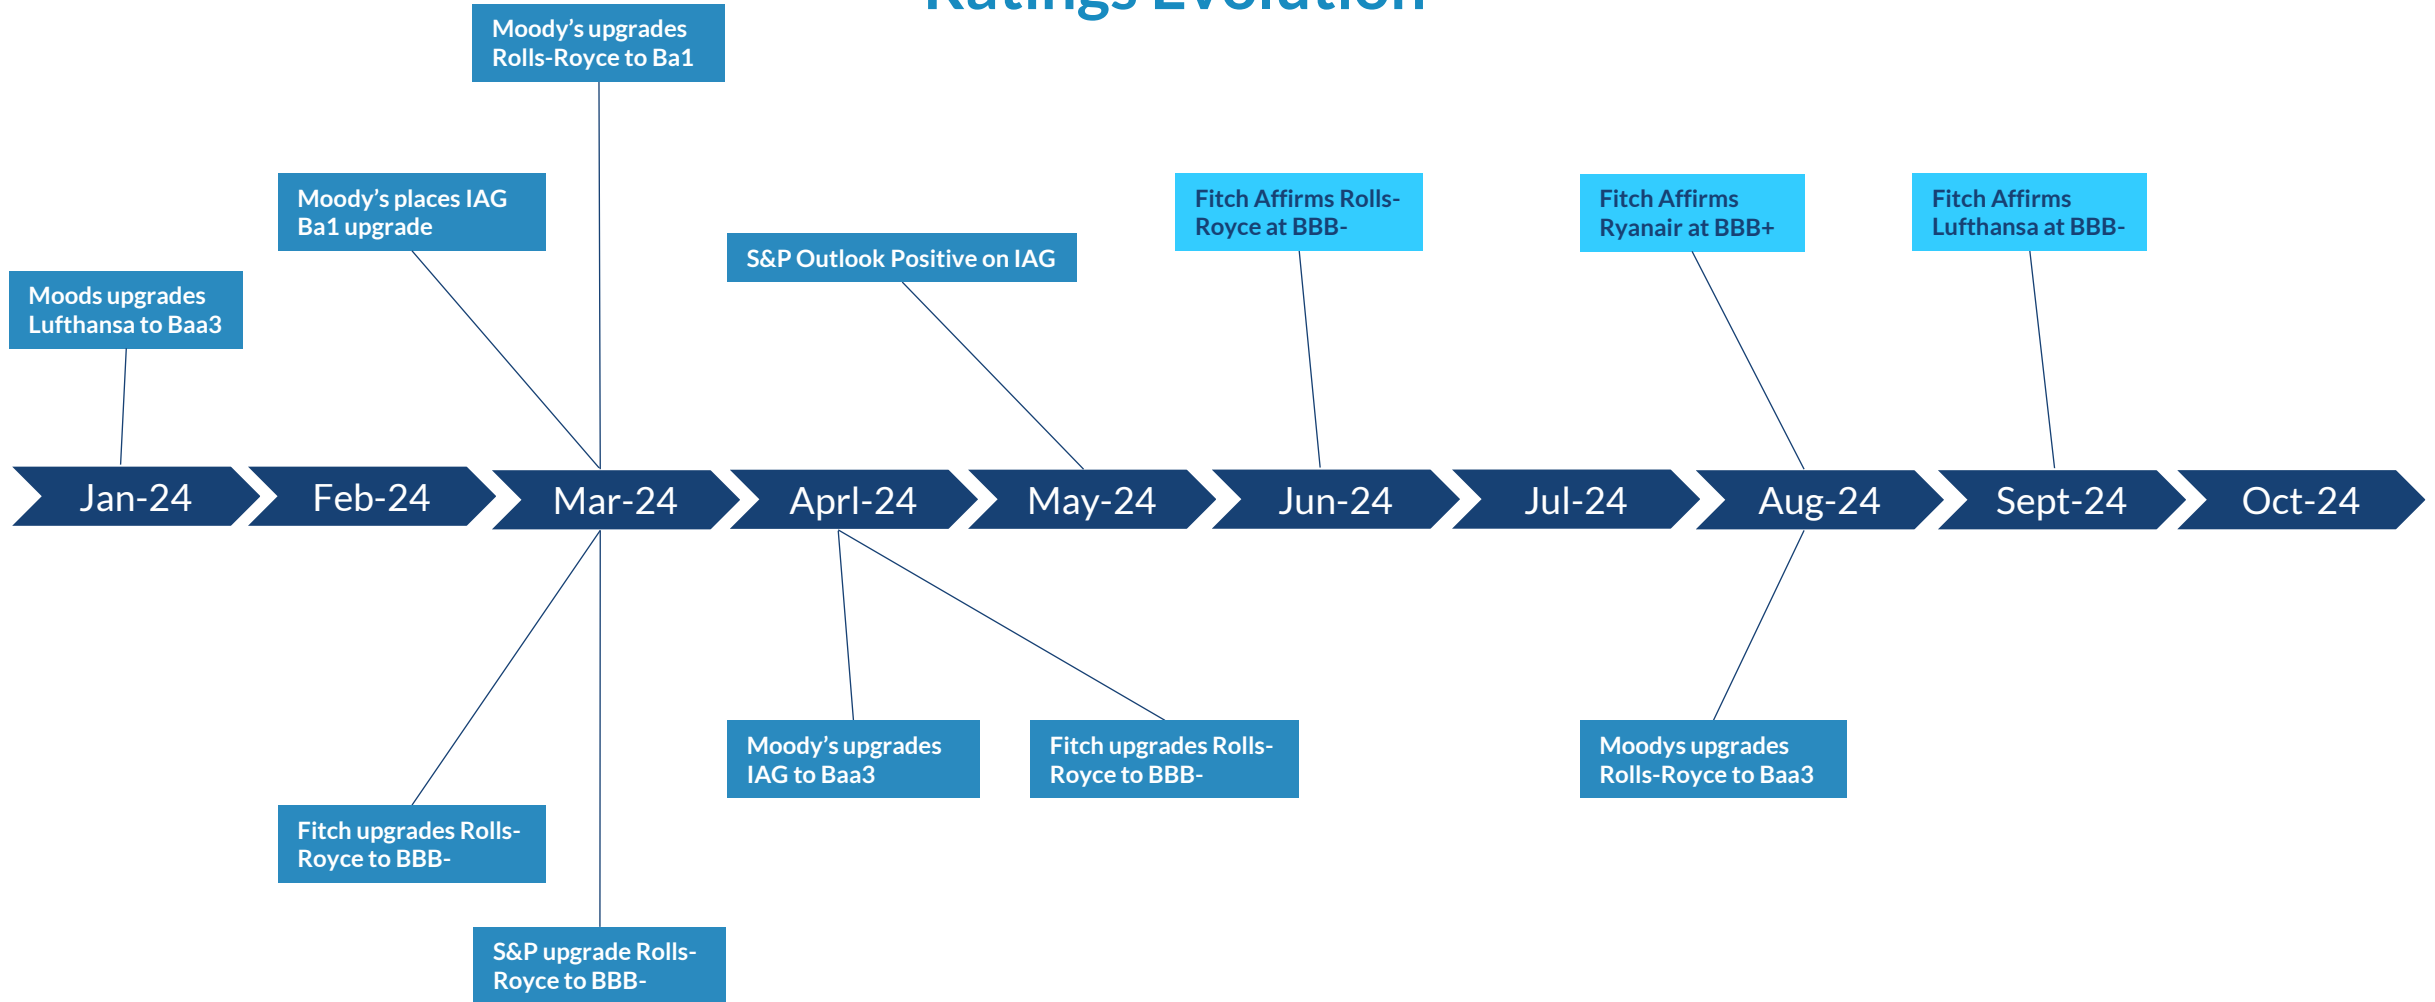 Ratings Evolution
Moody's upgrades
Rolls-Royce to Ba1
Moody's places IAG
Ba1 upgrade
Fitch Affirms Rolls-
Royce at BBB-
Fitch Affirms
Ryanair at BBB+
Fitch Affirms
Lufthansa at BBB-
S&P Outlook Positive on IAG
Moods upgrades
Lufthansa to Baa3
Jan-24
Feb-24
Mar-24
Aprl-24
May-24
Jun-24
Jul-24
Aug-24
Sept-24
Oct-24
Moody's upgrades
IAG to Baa3
Fitch upgrades Rolls-
Royce to BBB-
Moodys upgrades
Rolls-Royce to Baa3
Fitch upgrades Rolls-
Royce to BBB-
S&P upgrade Rolls-
Royce to BBB-